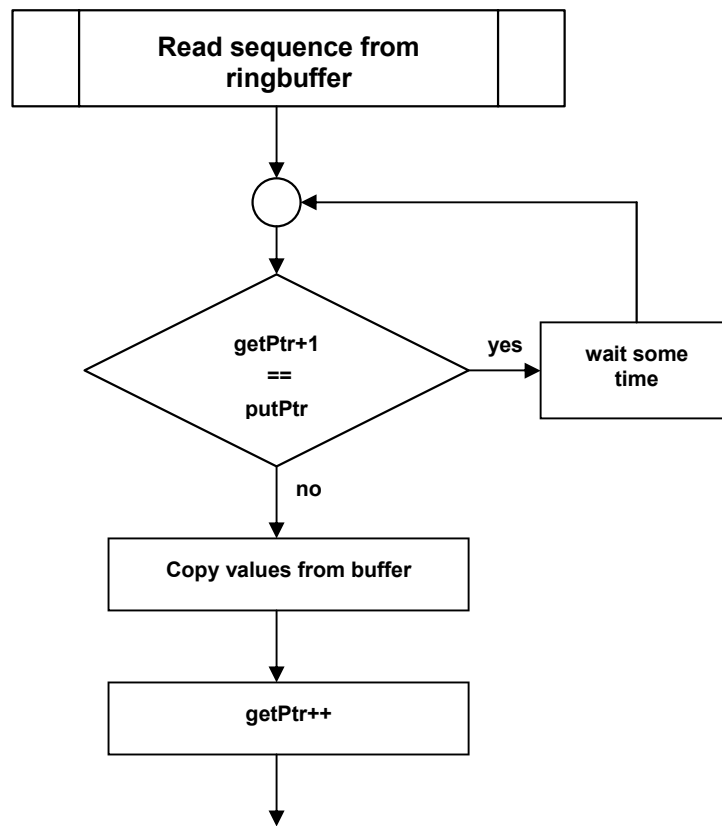 Read sequence from
ringbuffer
getPtr+1
==
putPtr
yes
wait some
time
no
Copy values from buffer
getPtr++